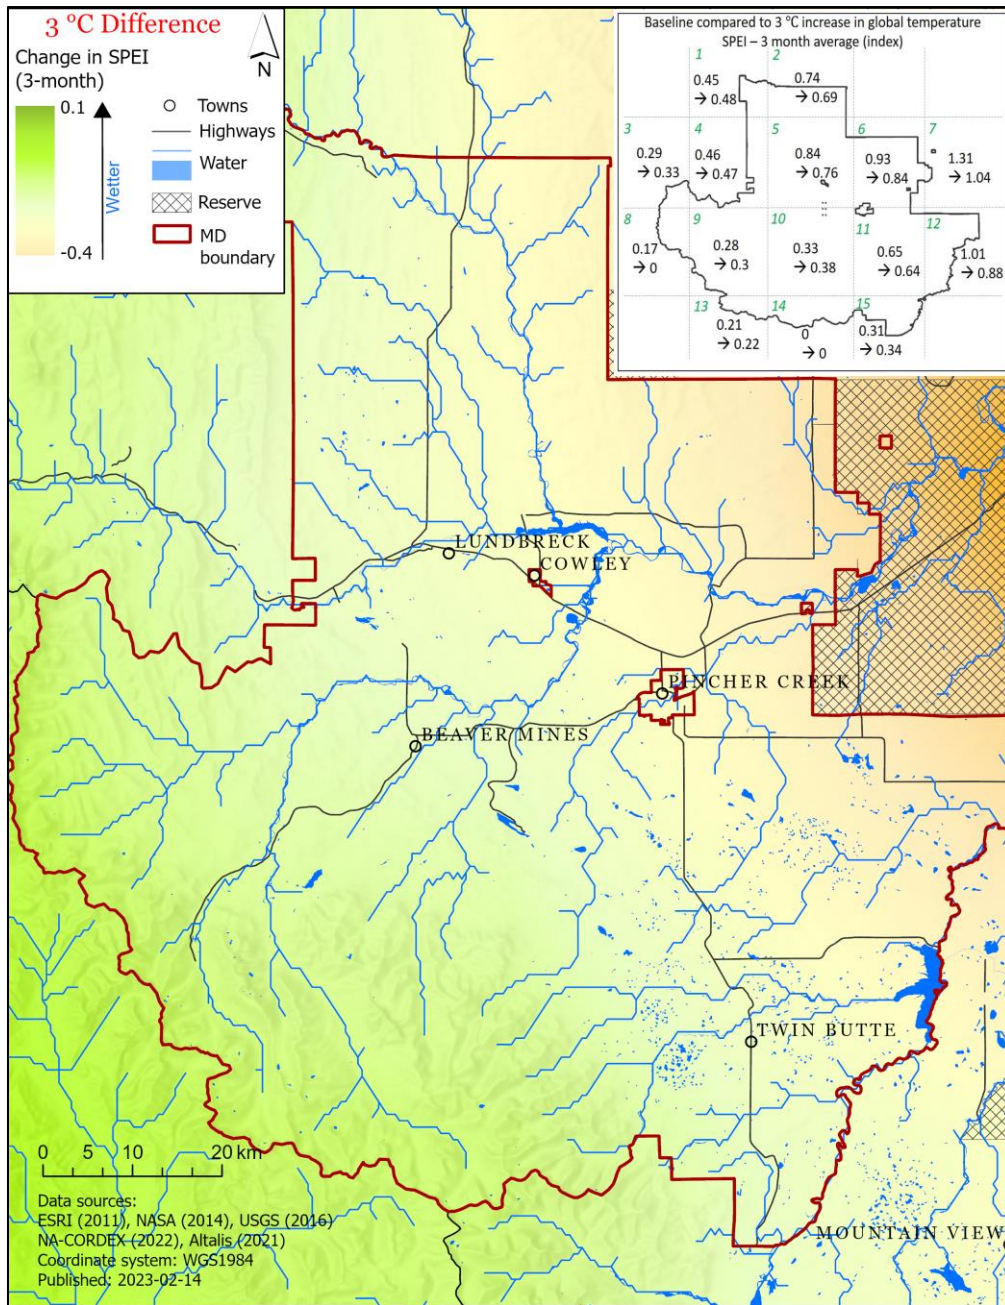 3 °C Difference
Change in SPEI
(3-month)
0.1
Wetter
-0.4
N
Towns
Highways
Water
Reserve
MD
boundary
Baseline compared to 3 °C increase in global temperature
SPEI – 3 month average (index)
1
2
0.45
→ 0.48
0.74
→ 0.69
3
4
5
6
7
0.29
→ 0.33
0.46
→ 0.47
0.84
→ 0.76
0.93
→ 0.84
1.31
→ 1.04
8
9
10
11
12
0.17
→ 0
0.28
→ 0.3
0.33
→ 0.38
0.65
→ 0.64
1.01
→ 0.88
13
14
15
0.21
→ 0.22
0
→ 0
0.31
→ 0.34
LUNDBRECK
COWLEY
PINCHER CREEK
BEAVER MINES
TWIN BUTTE
MOUNTAIN VIEW
0 5 10 20 km
Data sources:
ESRI (2011), NASA (2014), USGS (2016)
NA-CORDEX (2022), Altalis (2021)
Coordinate system: WGS1984
Published: 2023-02-14